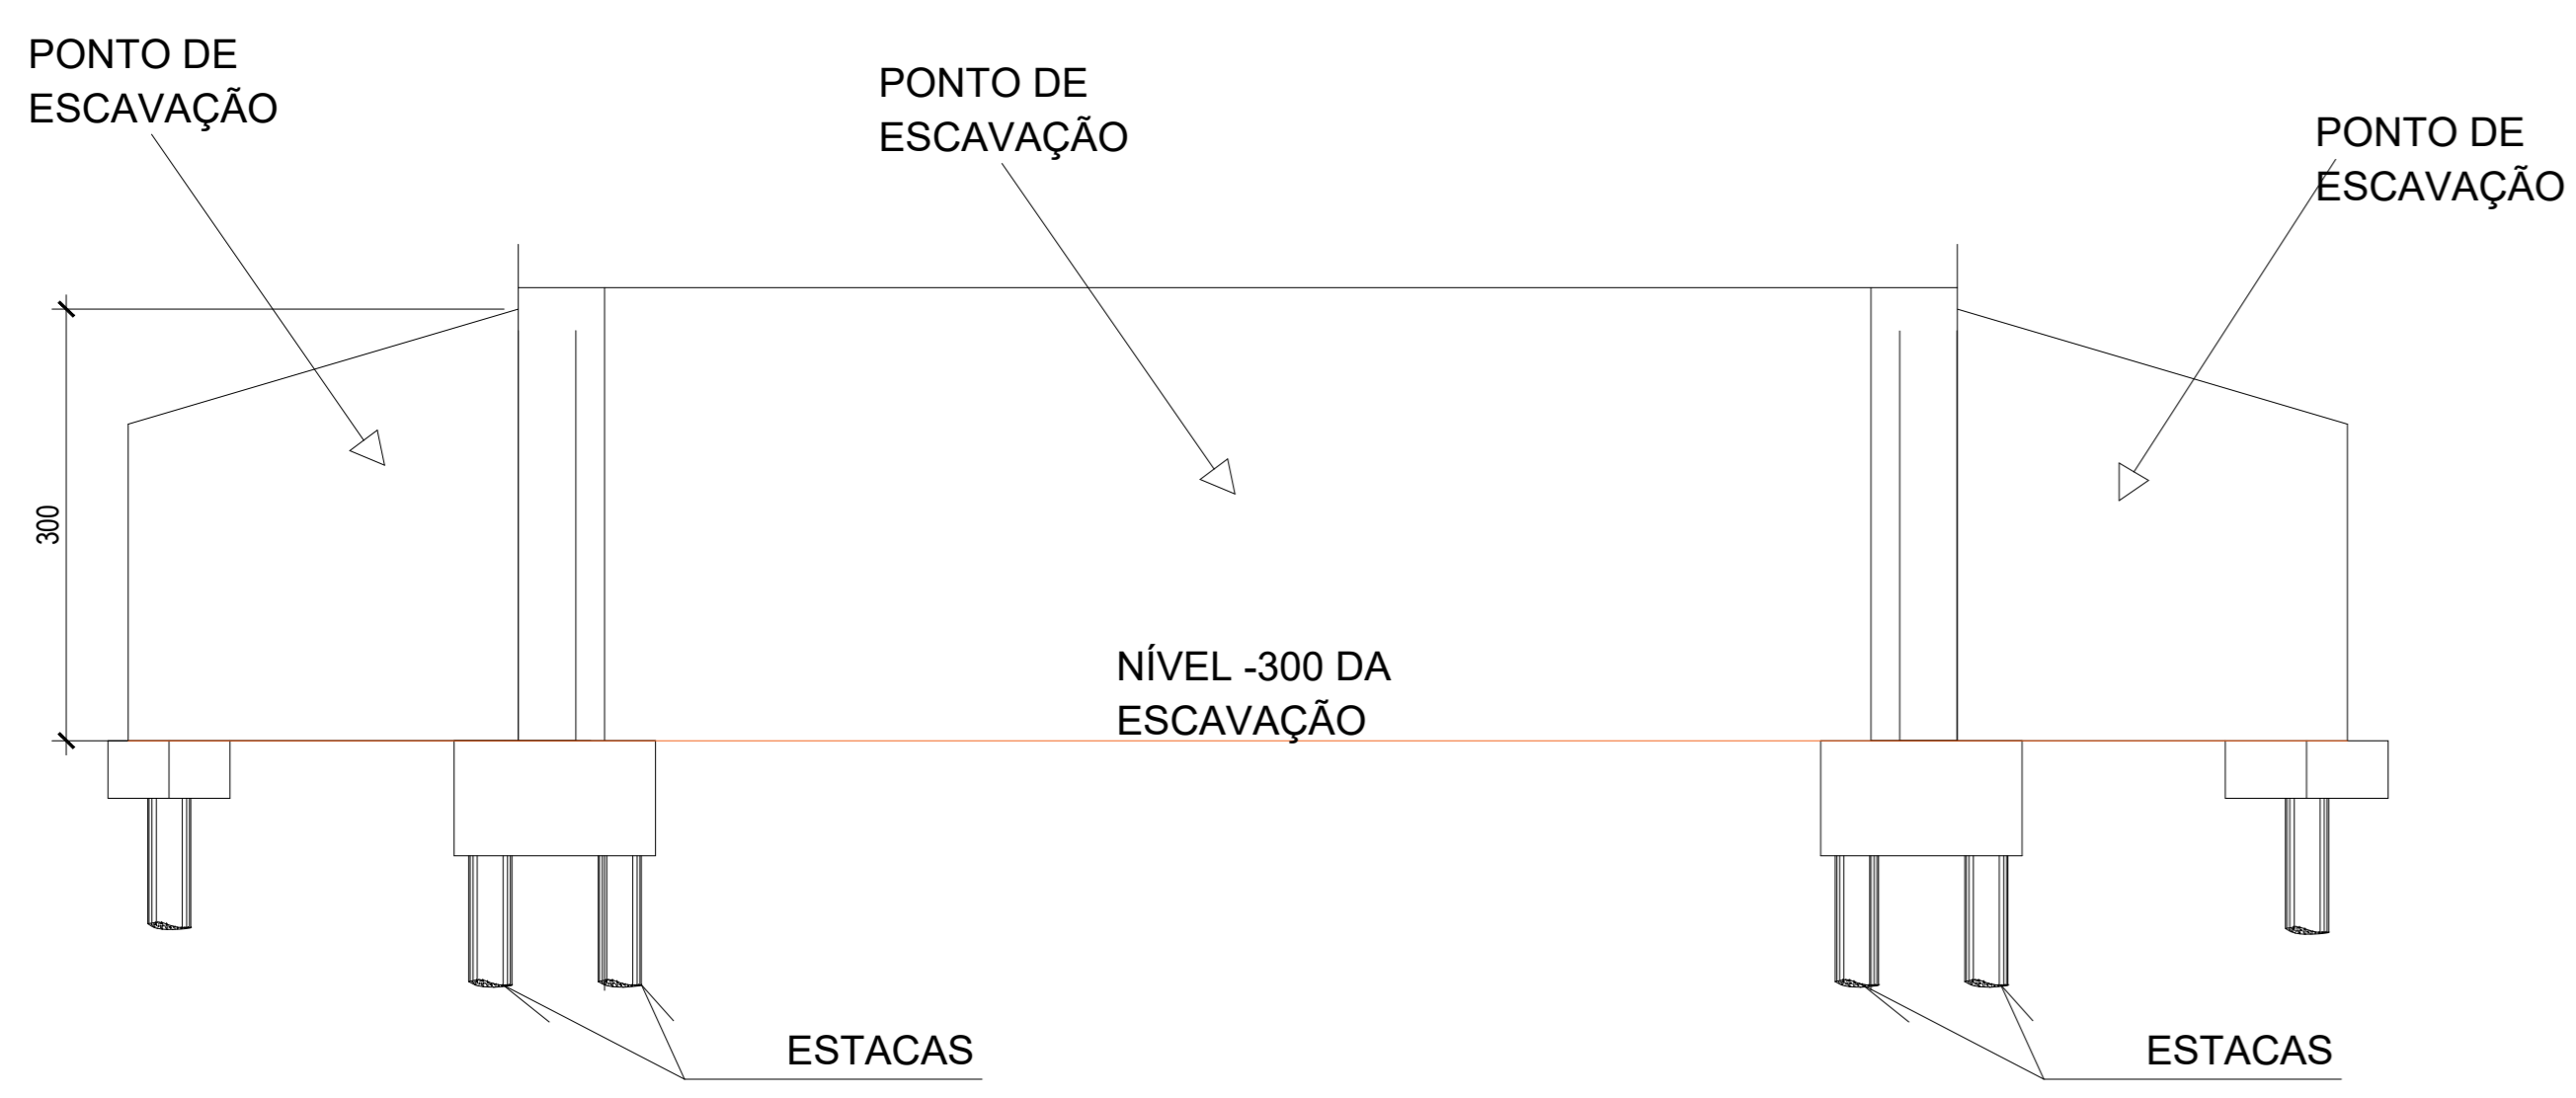 PONTO DE
ESCAVAÇÃO
PONTO DE
ESCAVAÇÃO
PONTO DE
ESCAVAÇÃO
300
NÍVEL -300 DA
ESCAVAÇÃO
ESTACAS
ESTACAS